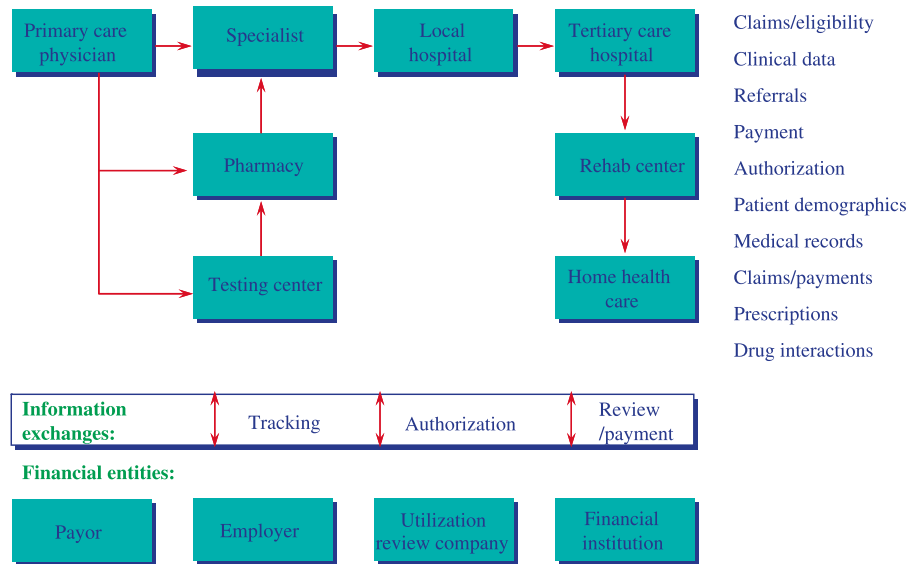 Primary care
physician
Specialist
Local
hospital
Tertiary care
hospital
Pharmacy
Rehab center
Testing center
Home health
care
Claims/eligibility
Clinical data
Referrals
Payment
Authorization
Patient demographics
Medical records
Claims/payments
Prescriptions
Drug interactions
Information
exchanges:
Tracking
Authorization
Review
/payment
Financial entities:
Payor
Employer
Utilization
review company
Financial
institution